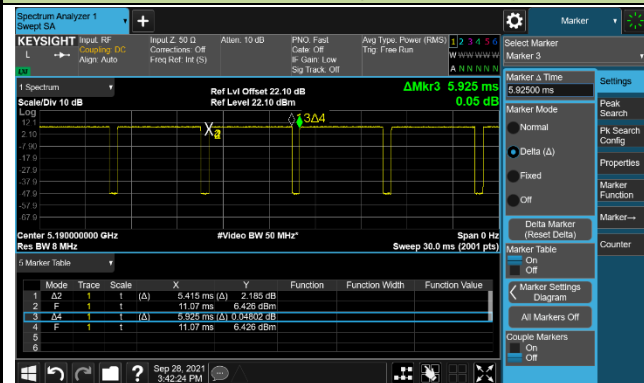 Spectrum Analyzer 1
Swept SA
+
Marker
KEYSIGHT
L
Input: RF
Coupling: DC
Align: Auto
Input Z: 50 Ω
Corrections: Off
Freq Ref: Int (S)
Atten: 10 dB
PNO: Fast
Gate: Off
IF Gain: Low
Sig Track: Off
Avg Type: Power (RMS)
Trig: Free Run
1 2 3 4 5 6
W W W W W W
A N N N N N
Select Marker
Marker 3
1 Spectrum
Scale/Div 10 dB
Ref Lvl Offset 22.10 dB
Ref Level 22.10 dBm
ΔMkr3 5.925 ms
0.05 dB
Log
12.1
2.10
-7.90
-17.9
-27.9
-37.9
-47.9
-57.9
-67.9
3Δ4
Center 5.190000000 GHz
Res BW 8 MHz
#Video BW 50 MHz*
Span 0 Hz
Sweep 30.0 ms (2001 pts)
5 Marker Table
Mode Trace Scale X Y Function Function Width Function Value
1 Δ2 1 t (Δ) 5.415 ms (Δ) 2.185 dB
2 F 1 t 11.07 ms 6.426 dBm
3 Δ4 1 t (Δ) 5.925 ms (Δ) 0.04802 dB
4 F 1 t 11.07 ms 6.426 dBm
5
6
Sep 28, 2021
3:42:24 PM
Marker Δ Time
5.92500 ms
Marker Mode
Normal
Delta (Δ)
Fixed
Off
Delta Marker
(Reset Delta)
Marker Table
On
Off
Marker Settings
Diagram
All Markers Off
Couple Markers
On
Off
Settings
Peak
Search
Pk Search
Config
Properties
Marker
Function
Marker→
Counter